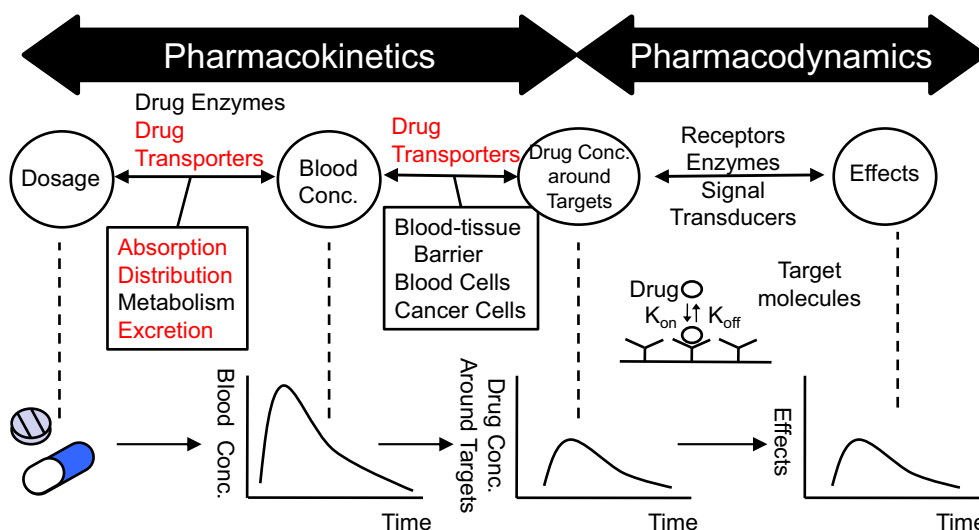 Pharmacokinetics
Pharmacodynamics
Drug Enzymes
Drug
Transporters
Drug
Transporters
Receptors
Enzymes
Signal
Transducers
Dosage
Blood
Conc.
Drug Conc.
around
Targets
Effects
Absorption
Distribution
Metabolism
Excretion
Blood-tissue
Barrier
Blood Cells
Cancer Cells
Target
molecules
Drug
Kon
Koff
Blood Conc.
Time
Drug Conc.
Around Targets
Time
Effects
Time